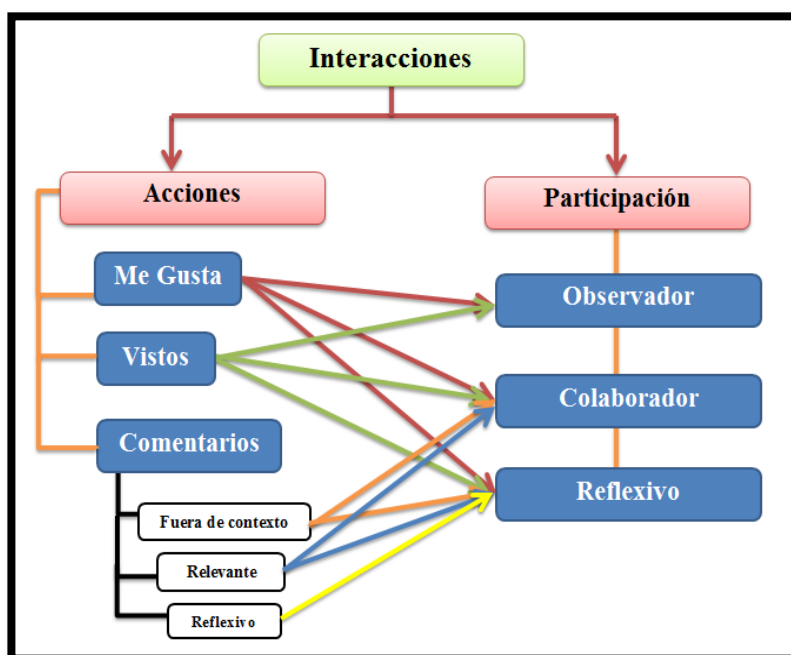 Interacciones
Acciones
Participación
Me Gusta
Observador
Vistos
Colaborador
Comentarios
Reflexivo
Fuera de contexto
Relevante
Reflexivo